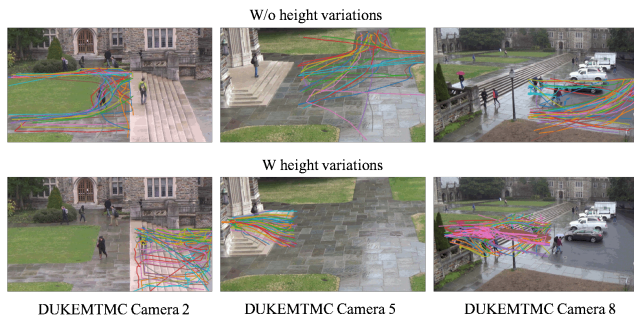 W/o height variations
W height variations
DUKEMTMC Camera 2
DUKEMTMC Camera 5
DUKEMTMC Camera 8